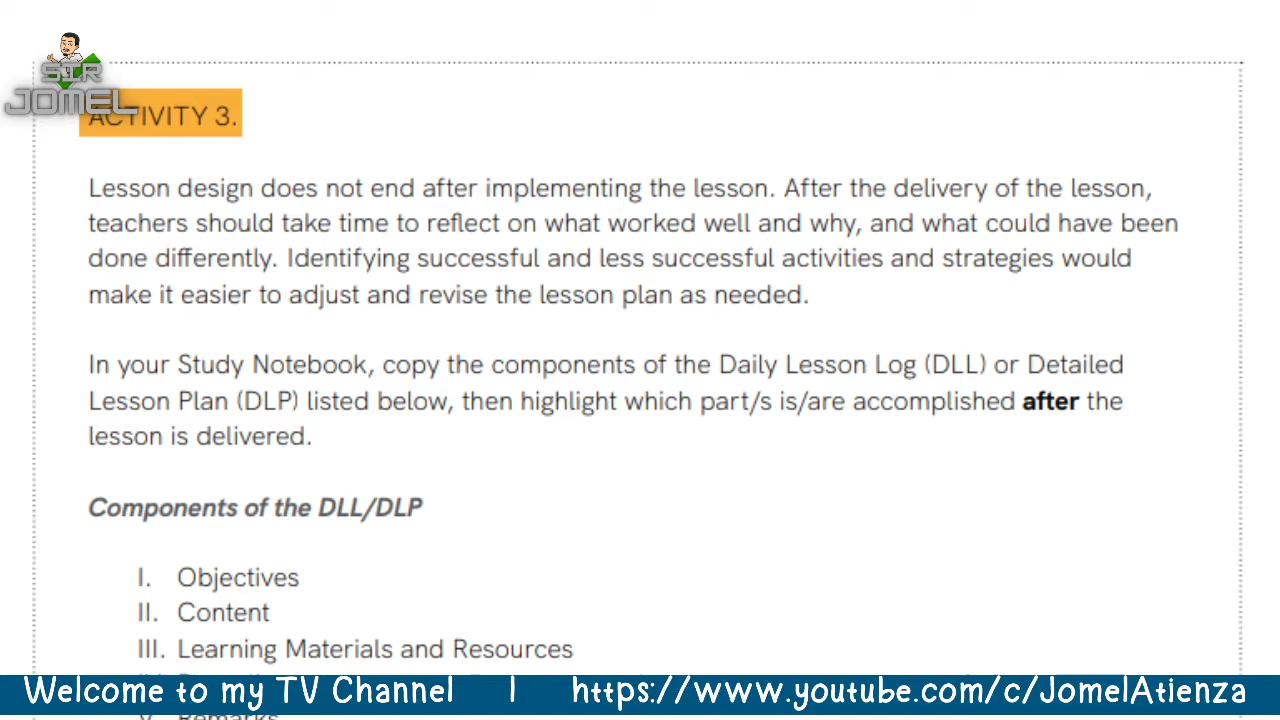 SIR
JOMEL
ACTIVITY 3.
Lesson design does not end after implementing the lesson. After the delivery of the lesson,
teachers should take time to reflect on what worked well and why, and what could have been
done differently. Identifying successful and less successful activities and strategies would
make it easier to adjust and revise the lesson plan as needed.
In your Study Notebook, copy the components of the Daily Lesson Log (DLL) or Detailed
Lesson Plan (DLP) listed below, then highlight which part/s is/are accomplished after the
lesson is delivered.
Components of the DLL/DLP
I. Objectives
II. Content
III. Learning Materials and Resources
V. Remarks
Welcome to my TV Channel | https://www.youtube.com/c/JomelAtienza